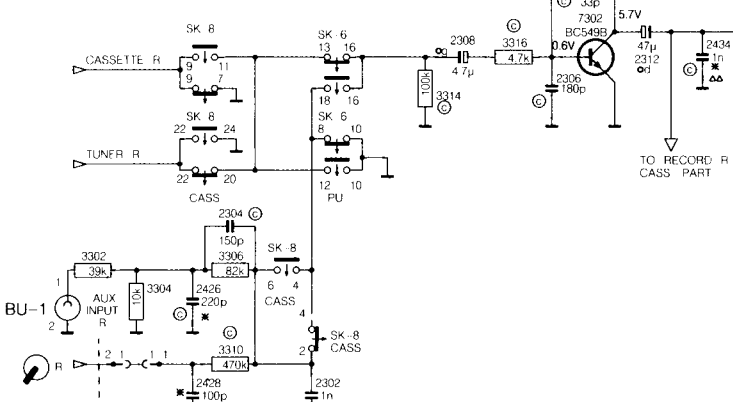 © 33p
7302 5.7V
BC549B
SK-8 SK-6
13 16 2308 3316 © 0.6V 47µ 2434
CASSETTE R 9 11 4.7µ 4.7k 2312 1n
9 7 18 16 100k 3314 © 2306 180p © od © * ΔΔ
SK 8 SK 6
22 24 8 10
TUNER R
22 20 12 10
CASS PU
TO RECORD R
CASS PART
2304 ©
150p
3302 3306 SK-8
39k 82k
1 10k 3304 2426 6 4
BU-1 AUX 220p CASS
2 INPUT © *
R
© 4
3310 SK-8
R 2 1 1 1 470k 2 CASS
2428 2302
* 100p 1n